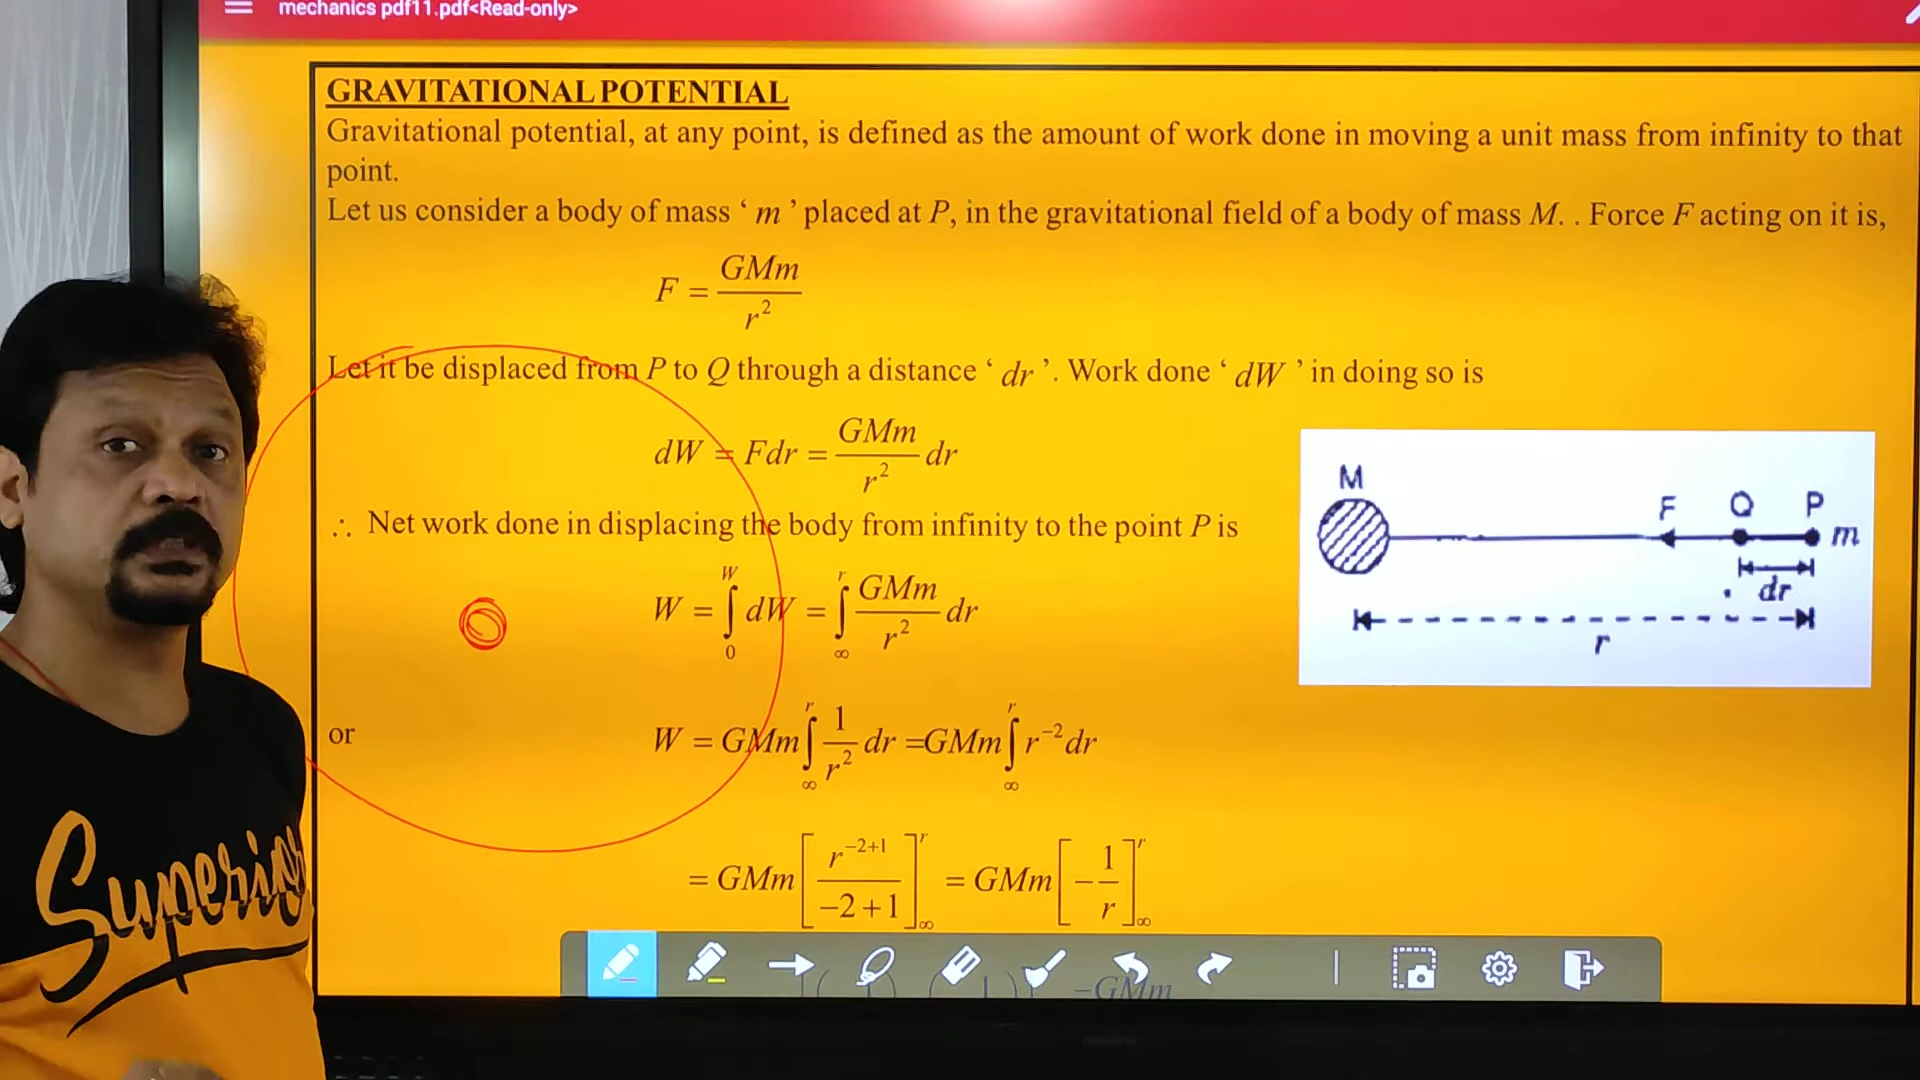 mechanics pdf11.pdf<Read-only>
GRAVITATIONAL POTENTIAL
Gravitational potential, at any point, is defined as the amount of work done in moving a unit mass from infinity to that
point.
Let us consider a body of mass ‘ m ’ placed at P, in the gravitational field of a body of mass M. . Force F acting on it is,
F = GMm / r²
Let it be displaced from P to Q through a distance ‘ dr ’. Work done ‘ dW ’ in doing so is
dW = Fdr = GMm / r² dr
∴ Net work done in displacing the body from infinity to the point P is
W = ∫₀^W dW = ∫_∞^r GMm / r² dr
or W = GMm ∫_∞^r 1 / r² dr =GMm ∫_∞^r r⁻² dr
= GMm [ r^(-2+1) / -2+1 ]_∞^r = GMm [ - 1 / r ]_∞^r
-GMm
M
F Q P
m
dr
r
Superior